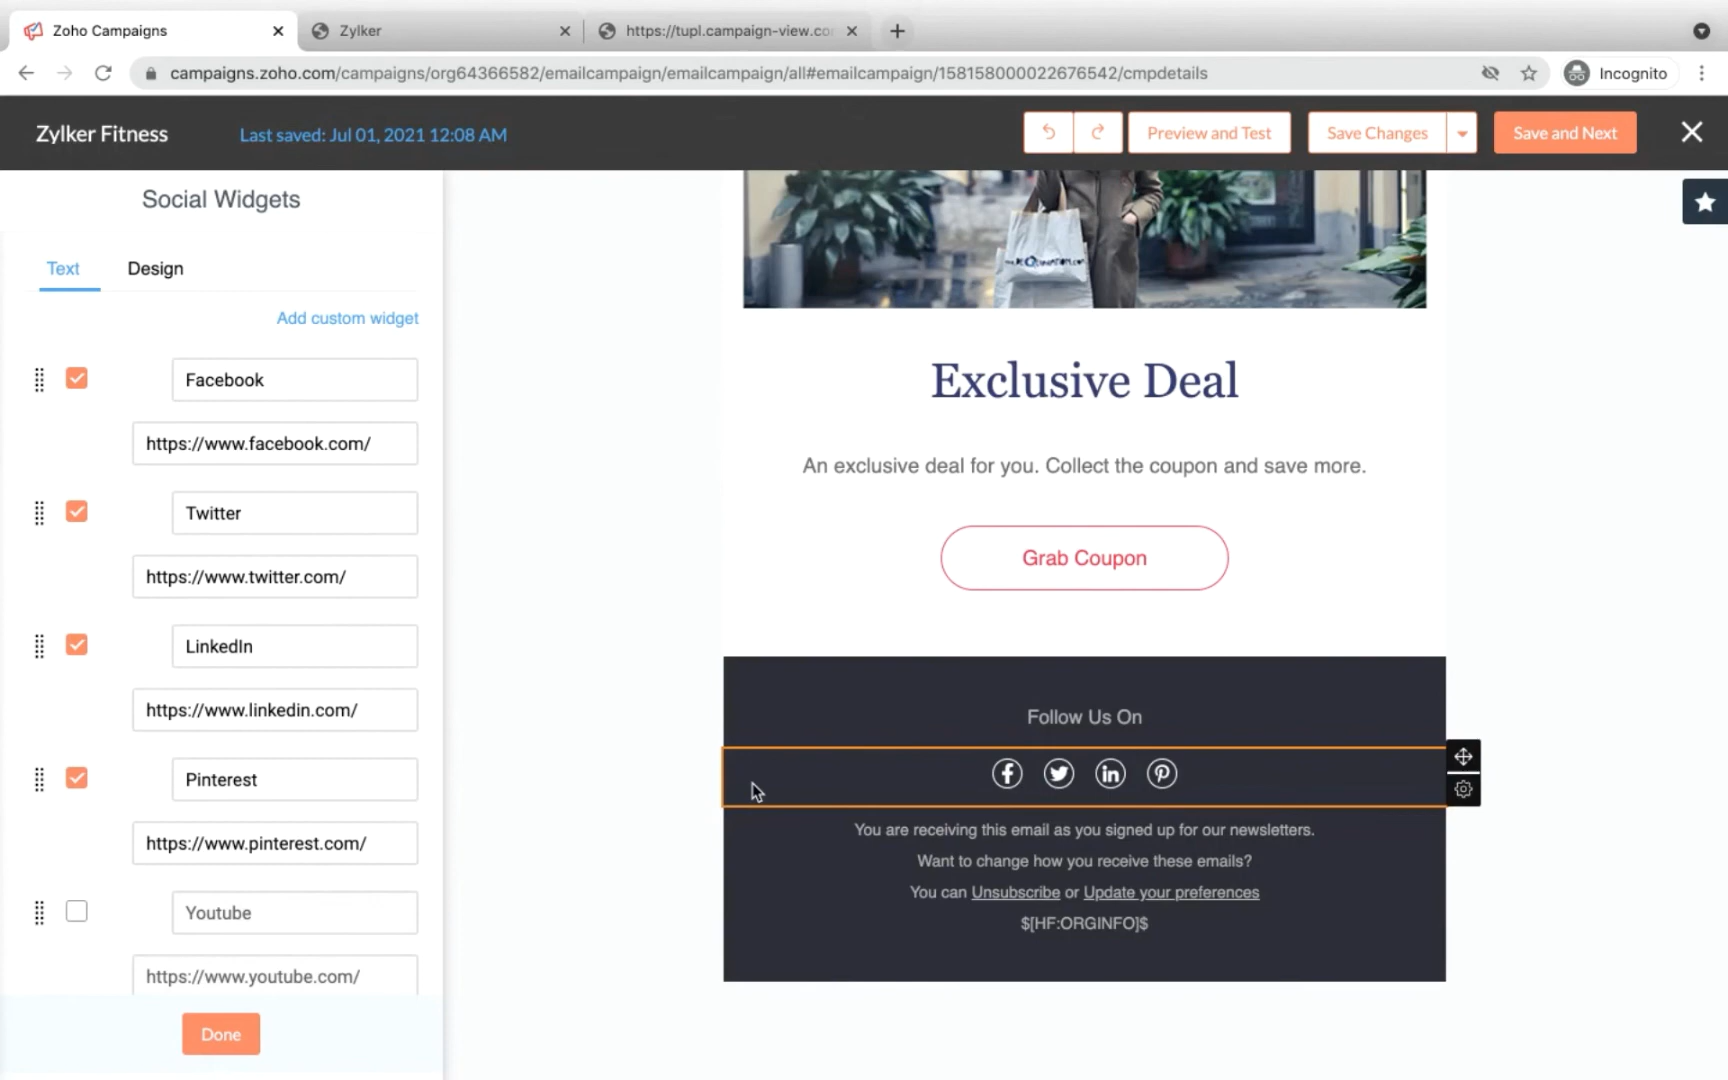 Zoho Campaigns
Zylker
https://tupl.campaign-view.co
campaigns.zoho.com/campaigns/org64366582/emailcampaign/emailcampaign/all#emailcampaign/158158000022676542/cmpdetails
Incognito
Zylker Fitness
Last saved: Jul 01, 2021 12:08 AM
Preview and Test
Save Changes
Save and Next
Social Widgets
Text
Design
Add custom widget
Facebook
https://www.facebook.com/
Twitter
https://www.twitter.com/
LinkedIn
https://www.linkedin.com/
Pinterest
https://www.pinterest.com/
Youtube
https://www.youtube.com/
Done
Exclusive Deal
An exclusive deal for you. Collect the coupon and save more.
Grab Coupon
Follow Us On
You are receiving this email as you signed up for our newsletters.
Want to change how you receive these emails?
You can Unsubscribe or Update your preferences
$[HF:ORGINFO]$